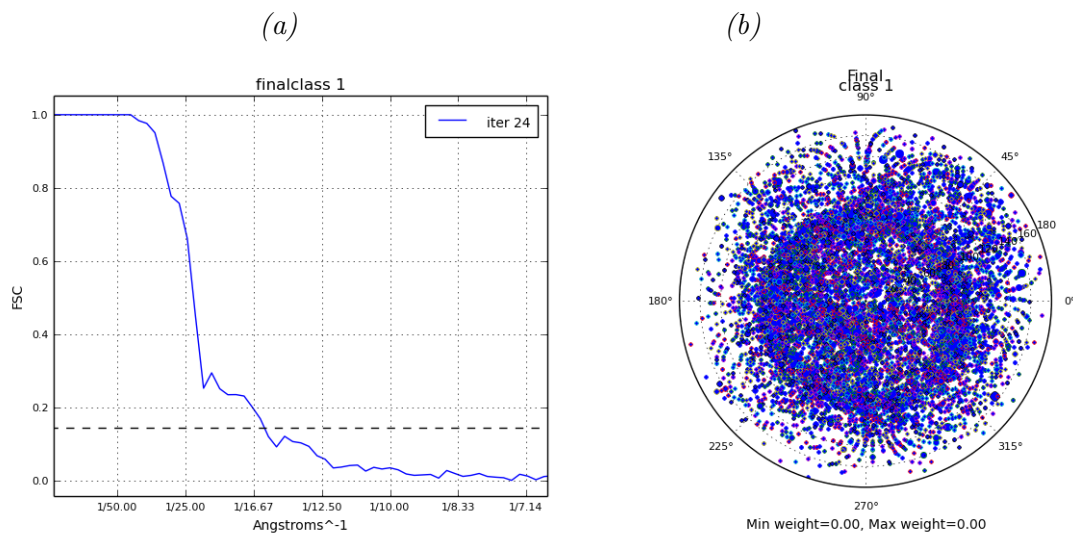 (a)
(b)
finalclass 1
iter 24
FSC
1.0
0.8
0.6
0.4
0.2
0.0
1/50.00
1/25.00
1/16.67
1/12.50
1/10.00
1/8.33
1/7.14
Angstroms^-1
Final
class 1
90°
135°
45°
180
160
180°
0°
225°
315°
270°
Min weight=0.00, Max weight=0.00